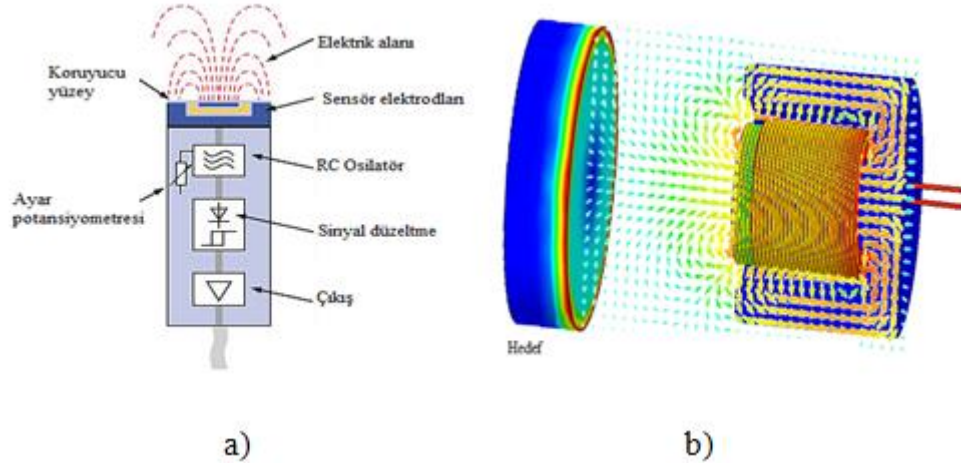 Elektrik alanı
Koruyucu
yüzey
Sensör elektrodları
RC Osilatör
Ayar
potansiyometresi
Sinyal düzeltme
Çıkış
Hedef
a)
b)